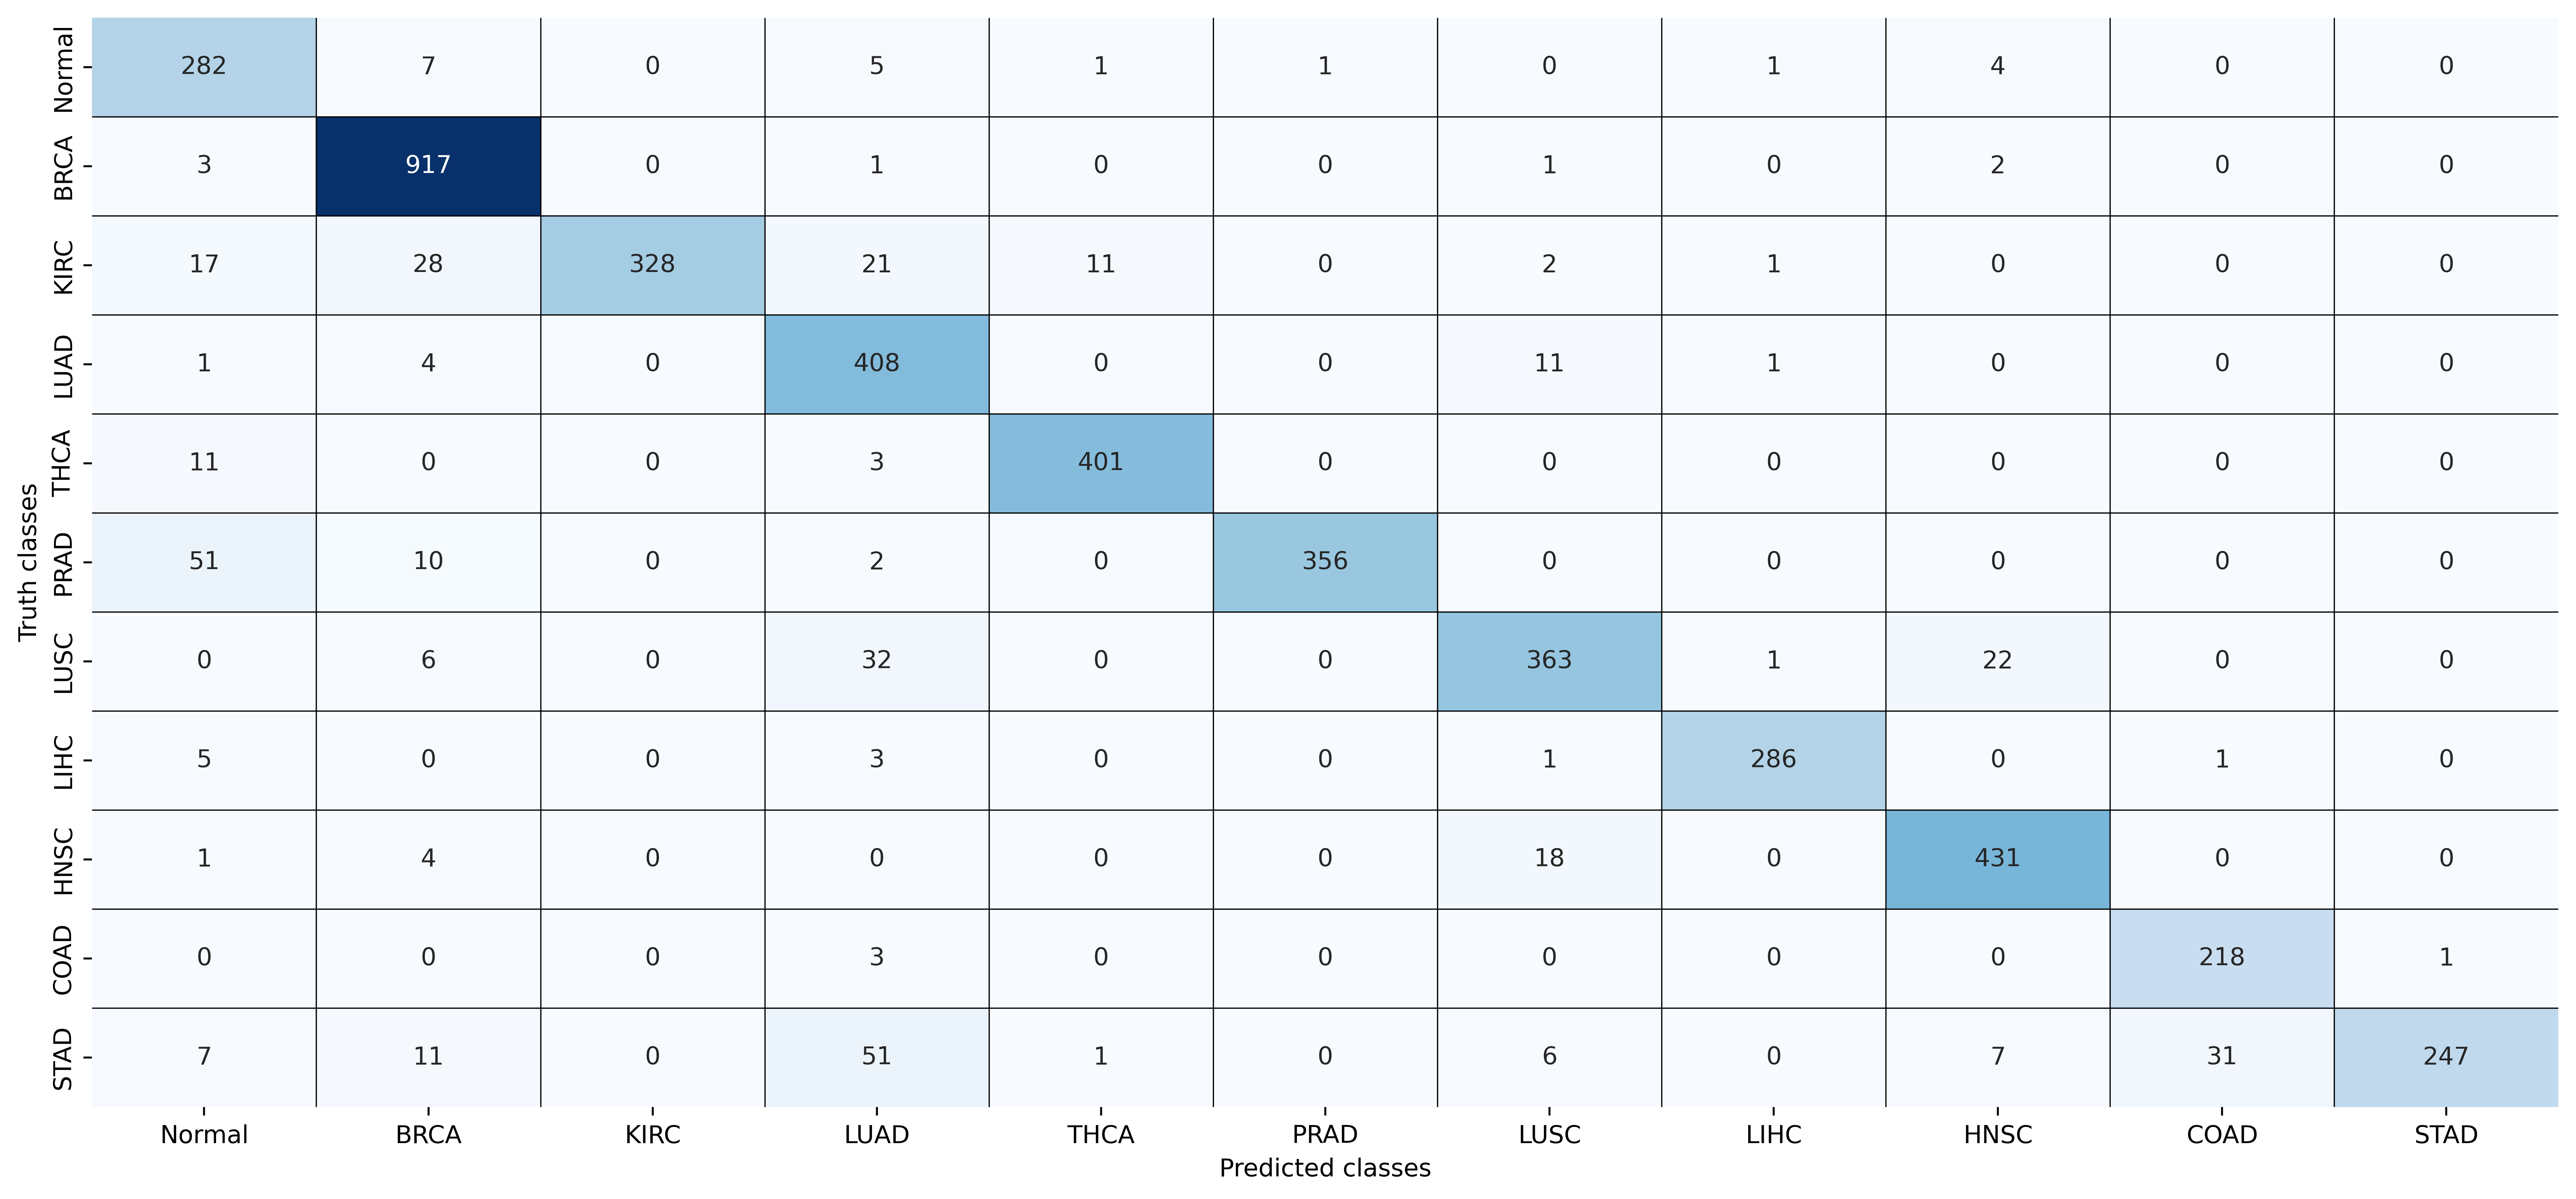 Truth classes
Normal 282 7 0 5 1 1 0 1 4 0 0
BRCA 3 917 0 1 0 0 1 0 2 0 0
KIRC 17 28 328 21 11 0 2 1 0 0 0
LUAD 1 4 0 408 0 0 11 1 0 0 0
THCA 11 0 0 3 401 0 0 0 0 0 0
PRAD 51 10 0 2 0 356 0 0 0 0 0
LUSC 0 6 0 32 0 0 363 1 22 0 0
LIHC 5 0 0 3 0 0 1 286 0 1 0
HNSC 1 4 0 0 0 0 18 0 431 0 0
COAD 0 0 0 3 0 0 0 0 0 218 1
STAD 7 11 0 51 1 0 6 0 7 31 247
Normal BRCA KIRC LUAD THCA PRAD LUSC LIHC HNSC COAD STAD
Predicted classes